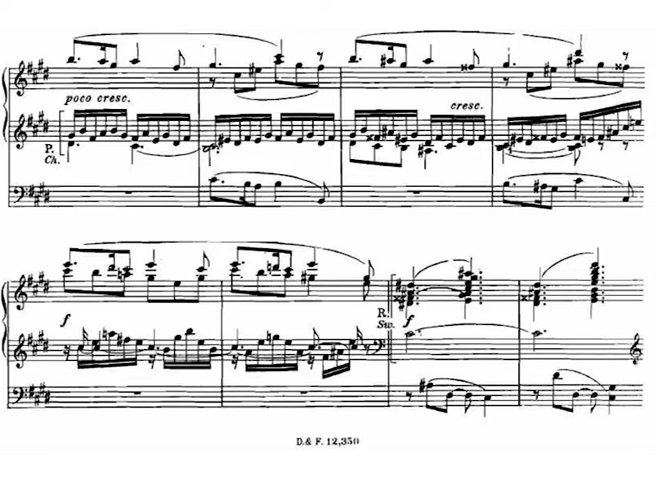 poco cresc.
cresc.
P.
Ch.
R.
f
Sw. f
D. & F. 12,350